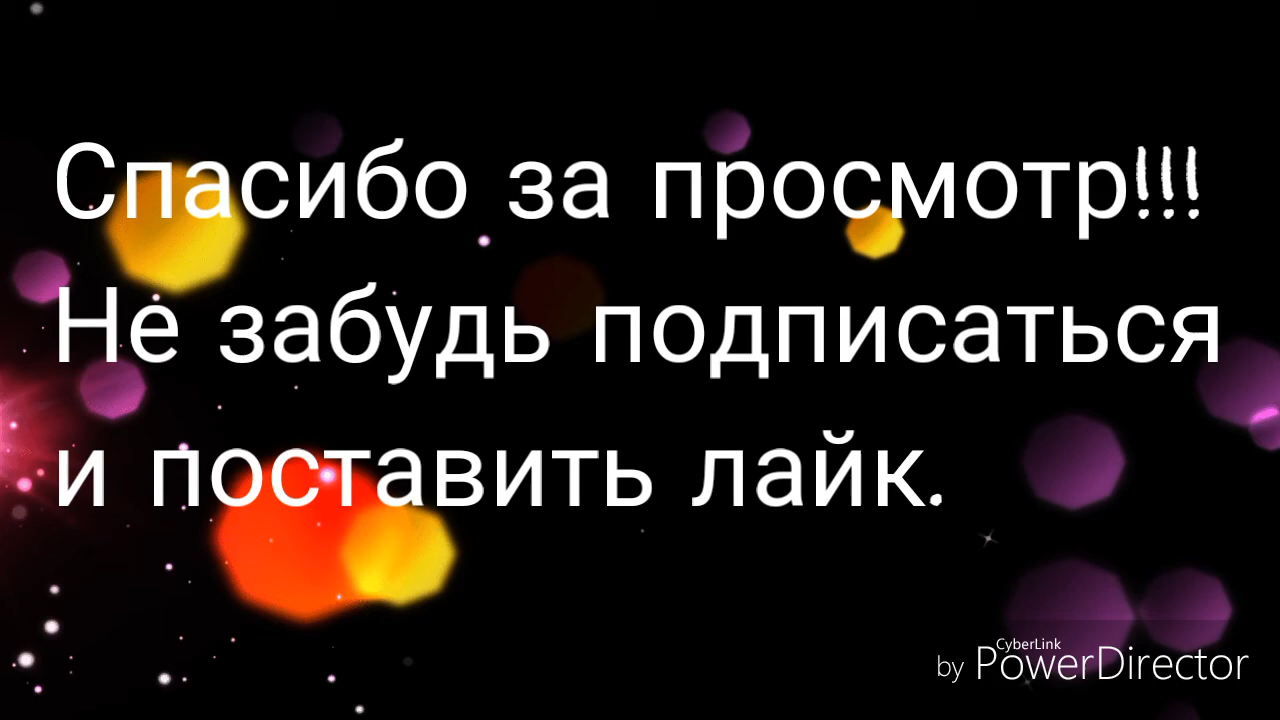 Спасибо за просмотр!!!
Не забудь подписаться
и поставить лайк.
CyberLink
by PowerDirector